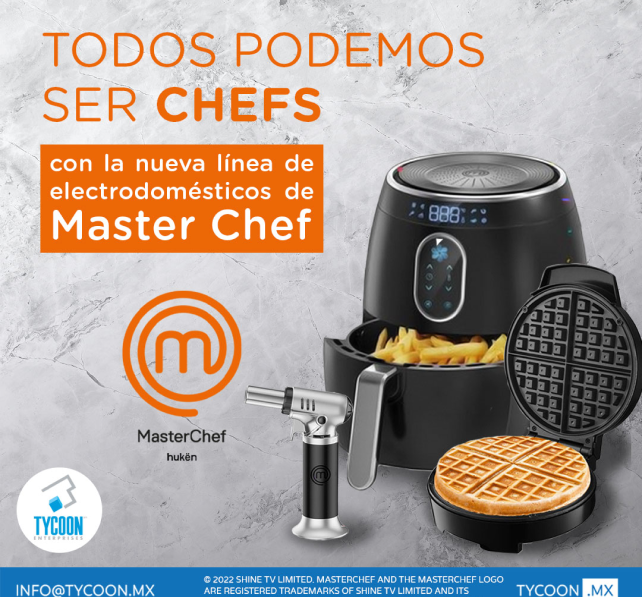 TODOS PODEMOS
SER CHEFS
con la nueva línea de
electrodomésticos de
Master Chef
888
MasterChef
hukën
TYCOON
ENTERPRISES
INFO@TYCOON.MX
© 2022 SHINE TV LIMITED. MASTERCHEF AND THE MASTERCHEF LOGO
ARE REGISTERED TRADEMARKS OF SHINE TV LIMITED AND ITS
TYCOON .MX